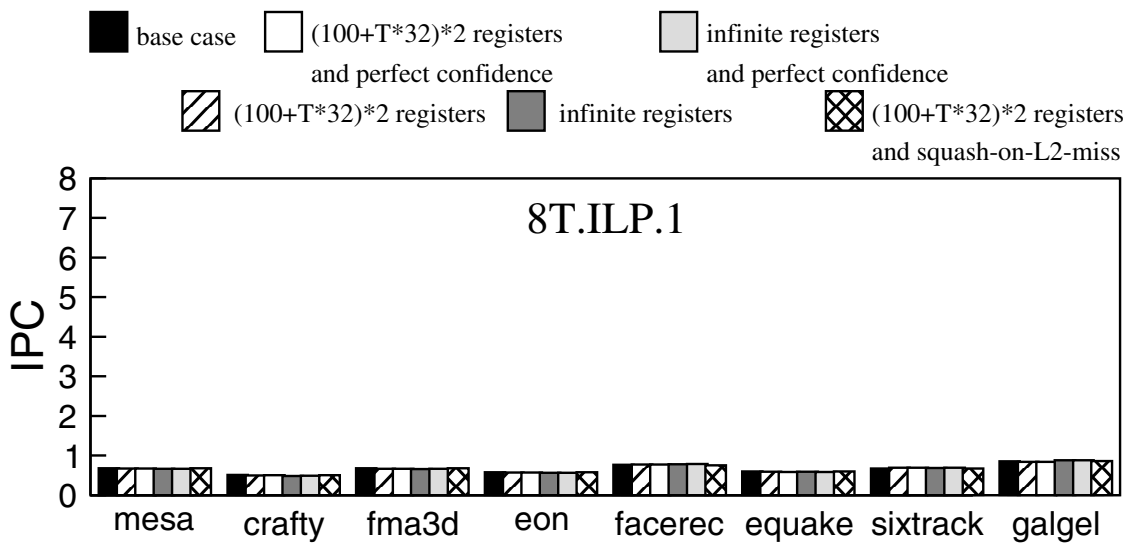 base case (100+T*32)*2 registers infinite registers
and perfect confidence and perfect confidence
(100+T*32)*2 registers infinite registers (100+T*32)*2 registers
and squash-on-L2-miss
8T.ILP.1
IPC
8
7
6
5
4
3
2
1
0
mesa crafty fma3d eon facerec equake sixtrack galgel